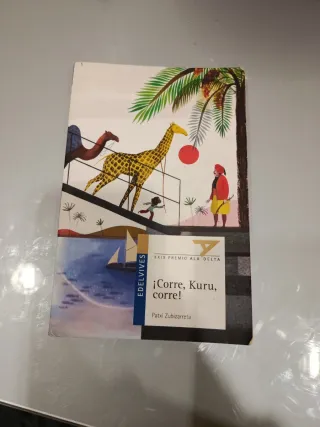 XXIX PREMIO ALA DELTA
EDELVIVES
¡Corre, Kuru,
corre!
Patxi Zubizarreta